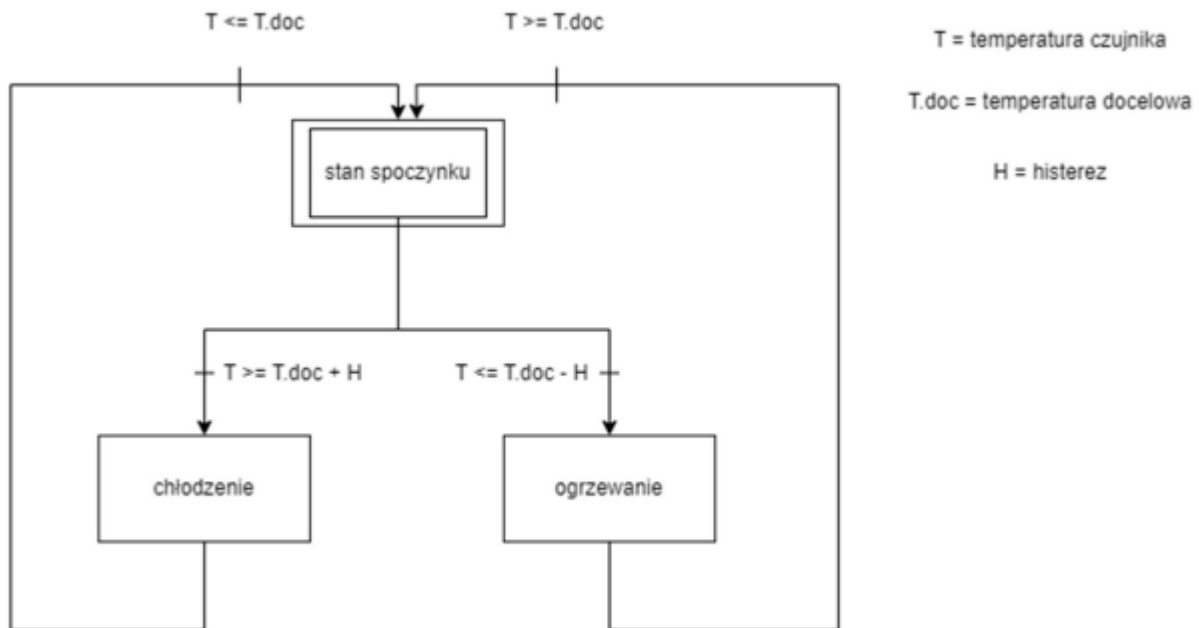 T <= T.doc
T >= T.doc
T = temperatura czujnika
T.doc = temperatura docelowa
H = histerez
stan spoczynku
T >= T.doc + H
T <= T.doc - H
chłodzenie
ogrzewanie